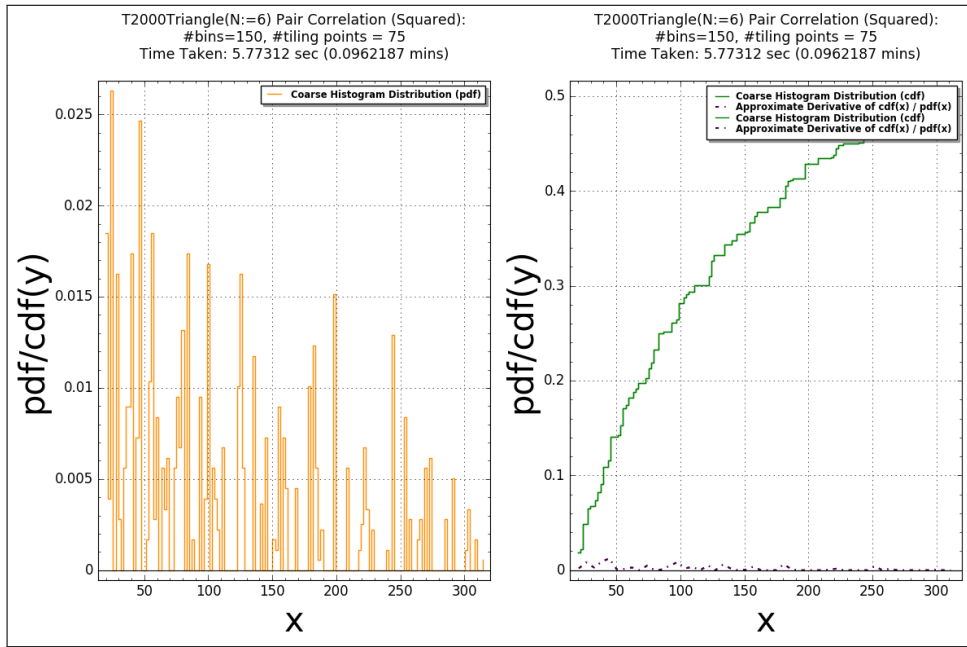 T2000Triangle(N:=6) Pair Correlation (Squared):
#bins=150, #tiling points = 75
Time Taken: 5.77312 sec (0.0962187 mins)
Coarse Histogram Distribution (pdf)
0.025
0.02
0.015
0.01
0.005
0
pdf/cdf(y)
50
100
150
200
250
300
x
T2000Triangle(N:=6) Pair Correlation (Squared):
#bins=150, #tiling points = 75
Time Taken: 5.77312 sec (0.0962187 mins)
Coarse Histogram Distribution (cdf)
Approximate Derivative of cdf(x) / pdf(x)
Coarse Histogram Distribution (cdf)
Approximate Derivative of cdf(x) / pdf(x)
0.5
0.4
0.3
0.2
0.1
0
pdf/cdf(y)
50
100
150
200
250
300
x